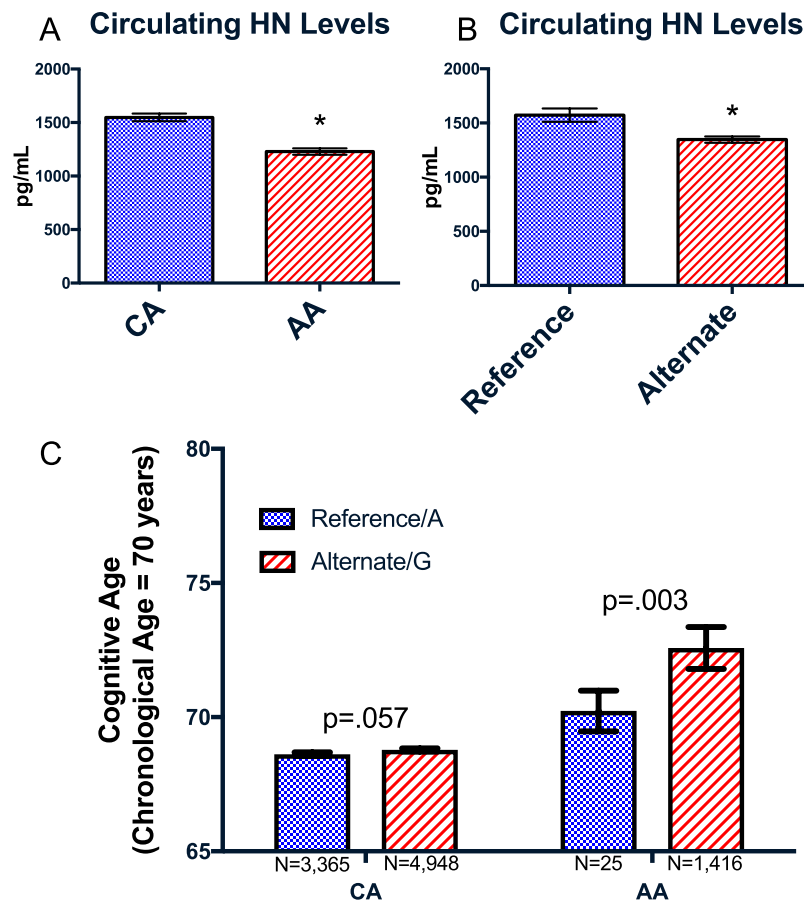 A
Circulating HN Levels
2000
1500
1000
500
0
pg/mL
*
CA
AA
B
Circulating HN Levels
2000
1500
1000
500
0
pg/mL
*
Reference
Alternate
C
80
75
70
65
Cognitive Age
(Chronological Age = 70 years)
Reference/A
Alternate/G
p=.057
p=.003
N=3,365
N=4,948
N=25
N=1,416
CA
AA